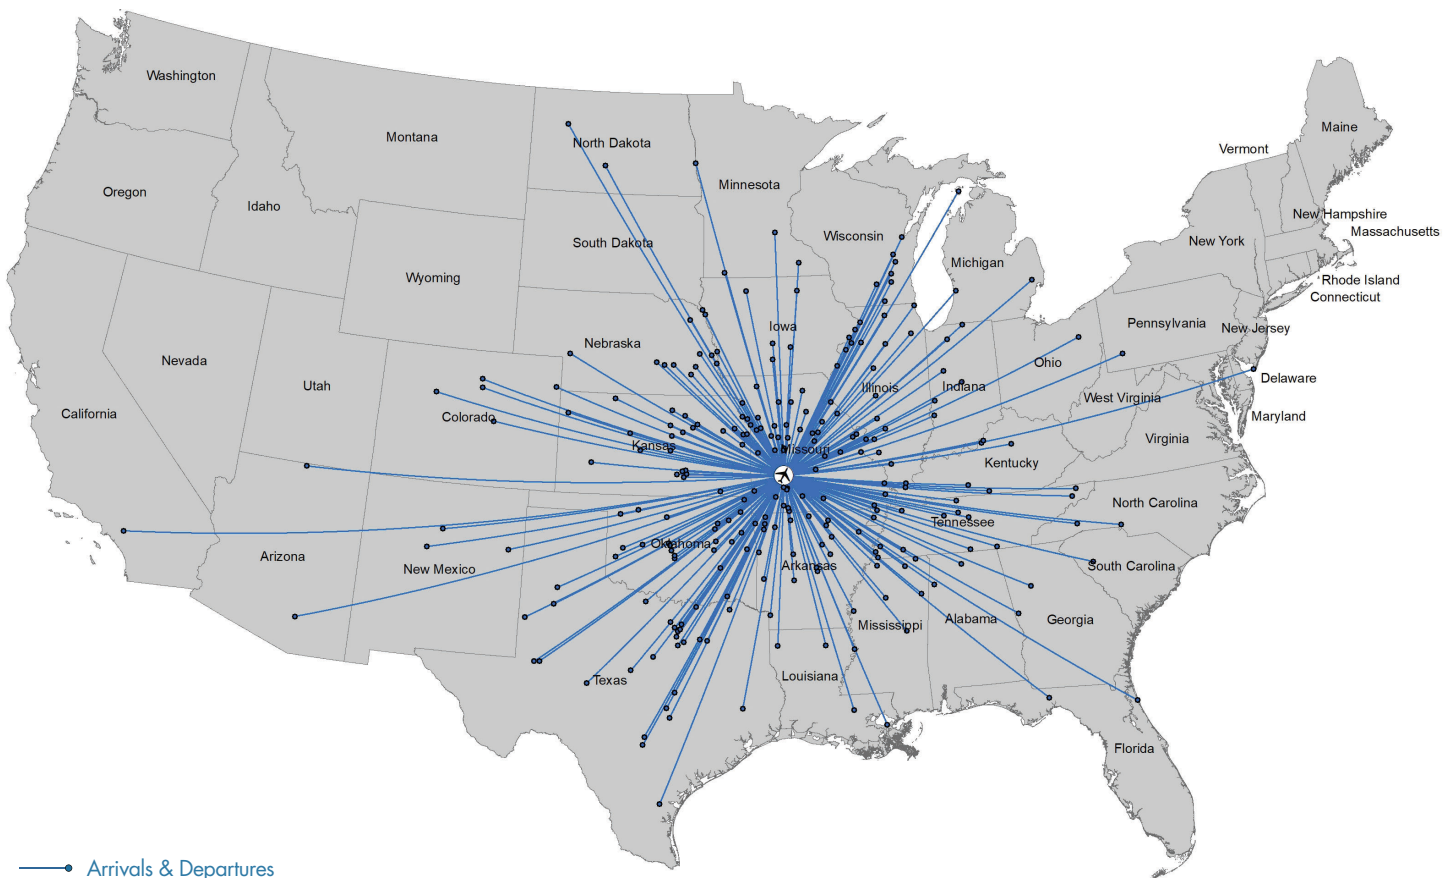 Washington
Montana
North Dakota
Minnesota
Maine
Vermont
Oregon
Idaho
South Dakota
Wisconsin
New Hampshire
Massachusetts
New York
Wyoming
Michigan
Rhode Island
Connecticut
Iowa
Pennsylvania
New Jersey
Nebraska
Nevada
Utah
Ohio
Illinois
Indiana
Delaware
West Virginia
California
Colorado
Maryland
Kansas
Missouri
Virginia
Kentucky
North Carolina
Tennessee
Arizona
New Mexico
Oklahoma
Arkansas
South Carolina
Mississippi
Alabama
Georgia
Texas
Louisiana
Florida
Arrivals & Departures